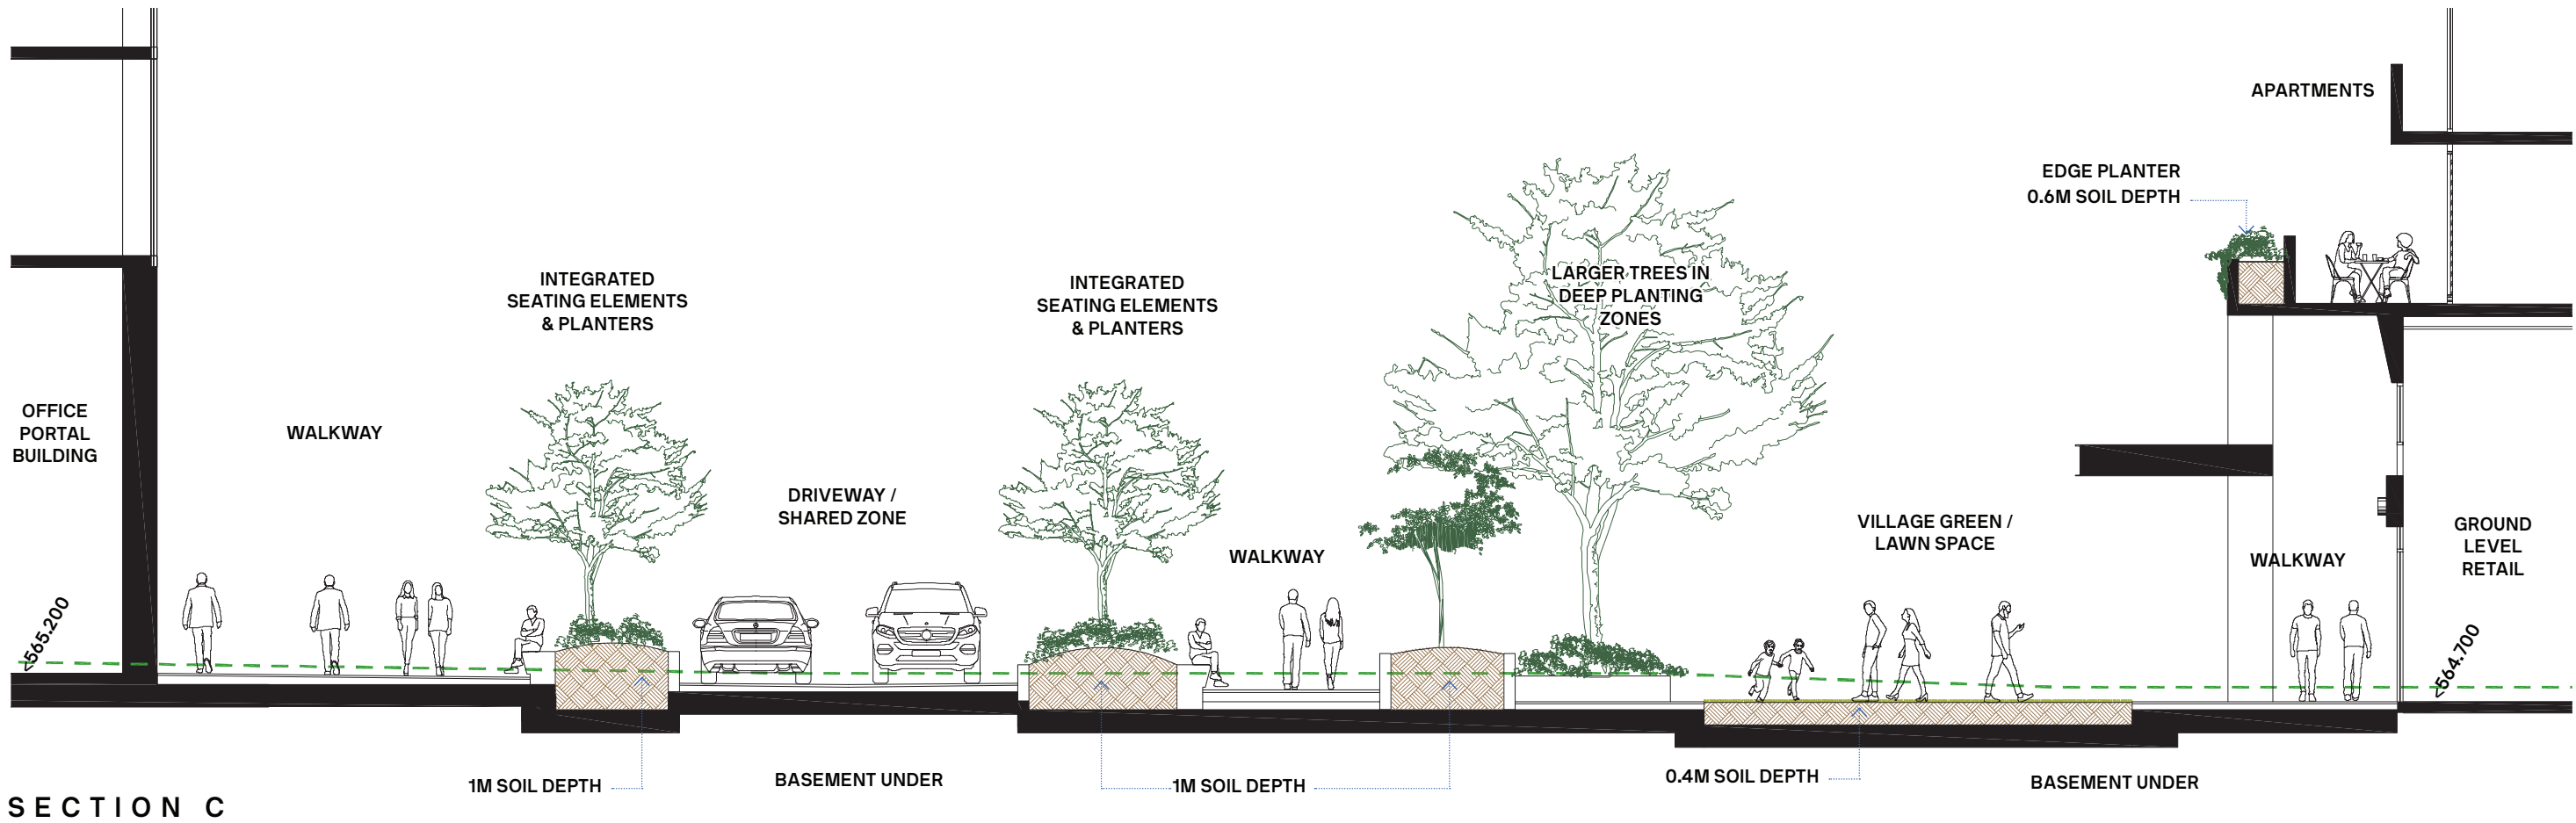 APARTMENTS
EDGE PLANTER
0.6M SOIL DEPTH
INTEGRATED
SEATING ELEMENTS
& PLANTERS
INTEGRATED
SEATING ELEMENTS
& PLANTERS
LARGER TREES IN
DEEP PLANTING
ZONES
OFFICE
PORTAL
BUILDING
WALKWAY
DRIVEWAY /
SHARED ZONE
WALKWAY
VILLAGE GREEN /
LAWN SPACE
WALKWAY
GROUND
LEVEL
RETAIL
<565.200
<564.700
1M SOIL DEPTH
BASEMENT UNDER
1M SOIL DEPTH
0.4M SOIL DEPTH
BASEMENT UNDER
SECTION C